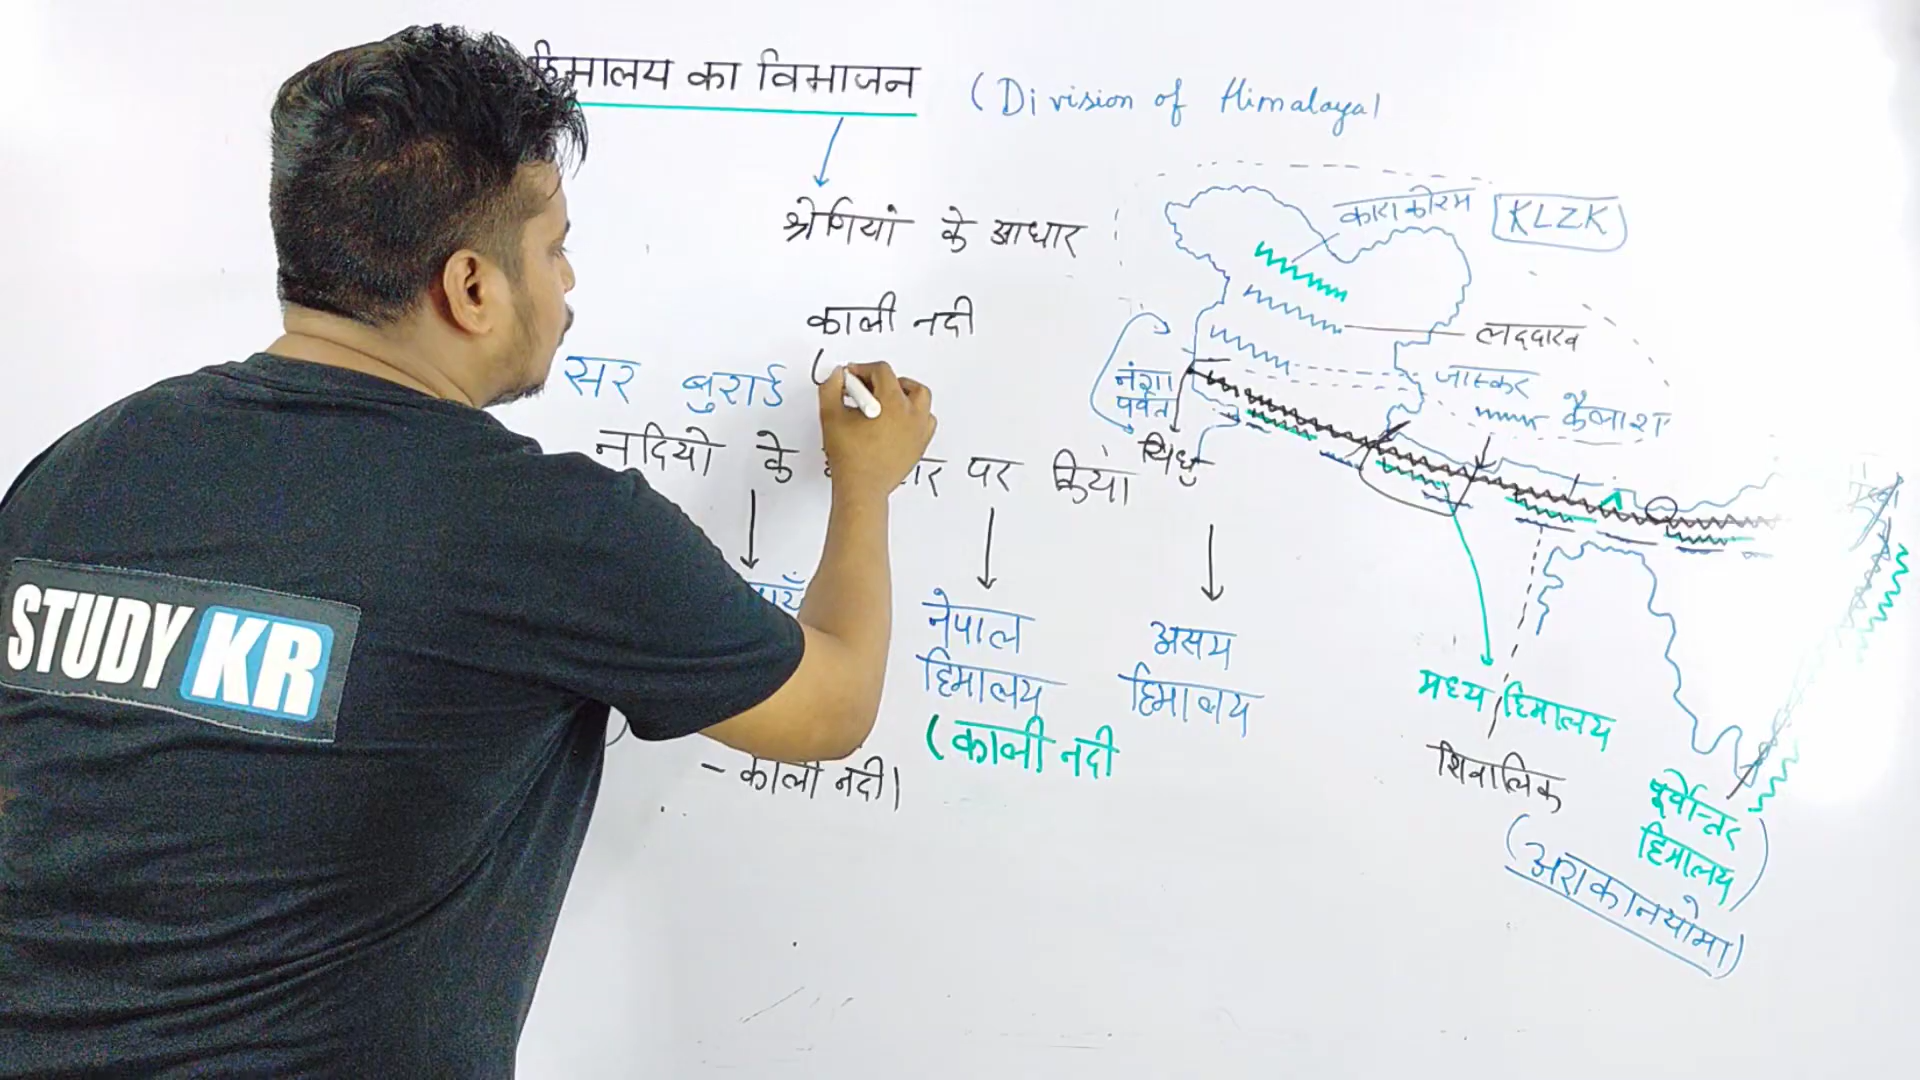 हिमालय का विभाजन (Division of Himalaya)
श्रेणियां के आधार
काली नदी
(
सर बुरार्ड
नदियो के पर किया
नेपाल
हिमालय
(काली नदी
असम
हिमालय
- काली नदी)
काराकोरम KLZK
लद्दाख
जास्कर
कैलाश
नंगा
पर्वत
सिंधु
मध्य हिमालय
शिवालिक
पूर्वोत्तर
हिमालय
(अराकानयोमा)
STUDY KR